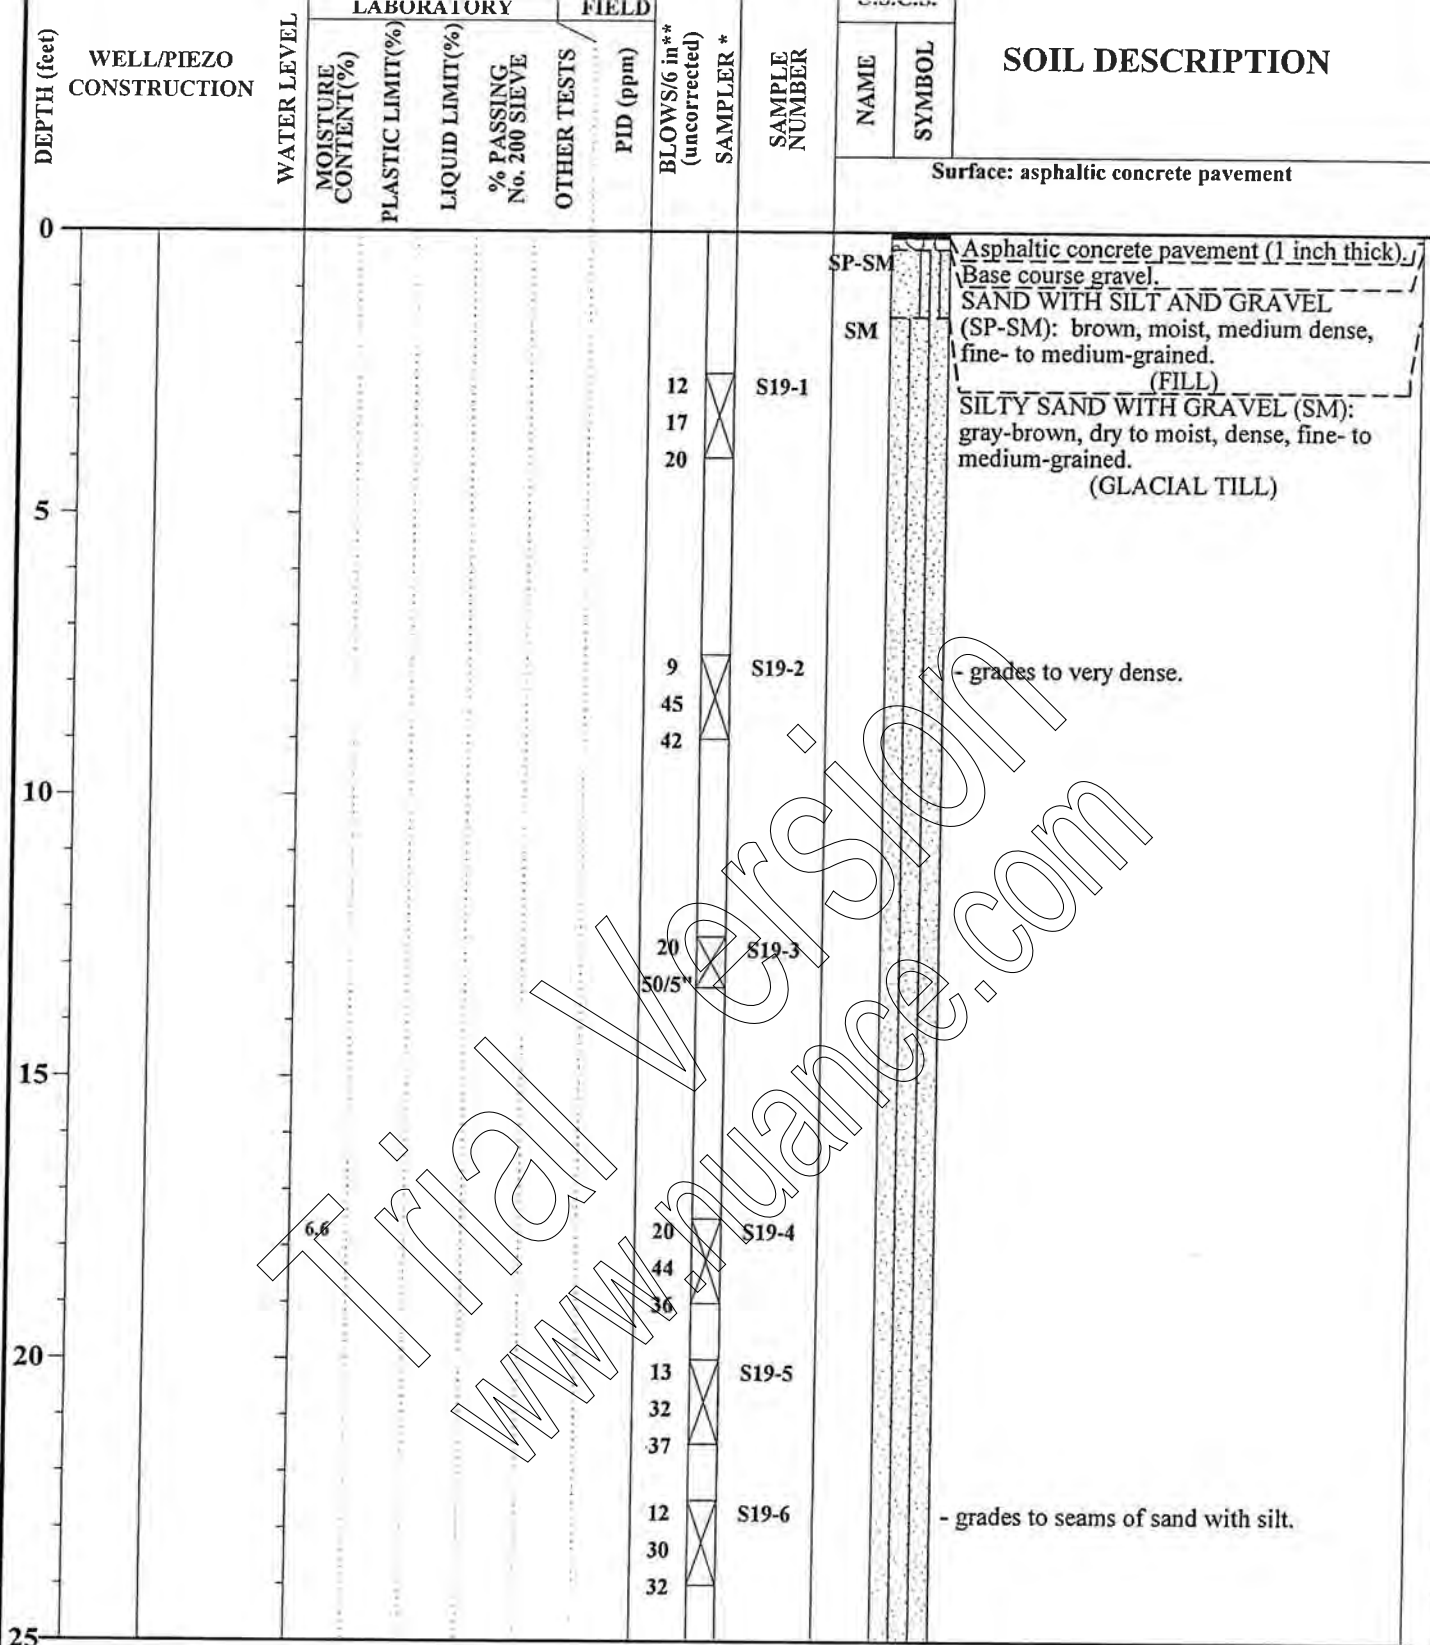 LABORATORY
FIELD
U.S.C.S.
DEPTH (feet)
WELL/PIEZO
CONSTRUCTION
WATER LEVEL
MOISTURE
CONTENT(%)
PLASTIC LIMIT(%)
LIQUID LIMIT(%)
% PASSING
No. 200 SIEVE
OTHER TESTS
PID (ppm)
BLOWS/6 in**
(uncorrected)
SAMPLER *
SAMPLE
NUMBER
NAME
SYMBOL
SOIL DESCRIPTION
Surface: asphaltic concrete pavement
0
Asphaltic concrete pavement (1 inch thick).
SP-SM
Base course gravel.
SAND WITH SILT AND GRAVEL
SM
(SP-SM): brown, moist, medium dense,
fine- to medium-grained.
(FILL)
12 S19-1
SILTY SAND WITH GRAVEL (SM):
17
gray-brown, dry to moist, dense, fine- to
20
medium-grained.
(GLACIAL TILL)
5
9 S19-2 - grades to very dense.
45
42
10
20 S19-3
50/5"
15
6.6 20 S19-4
44
36
20
13 S19-5
32
37
12 S19-6 - grades to seams of sand with silt.
30
32
25
Trial Version
www.nuance.com